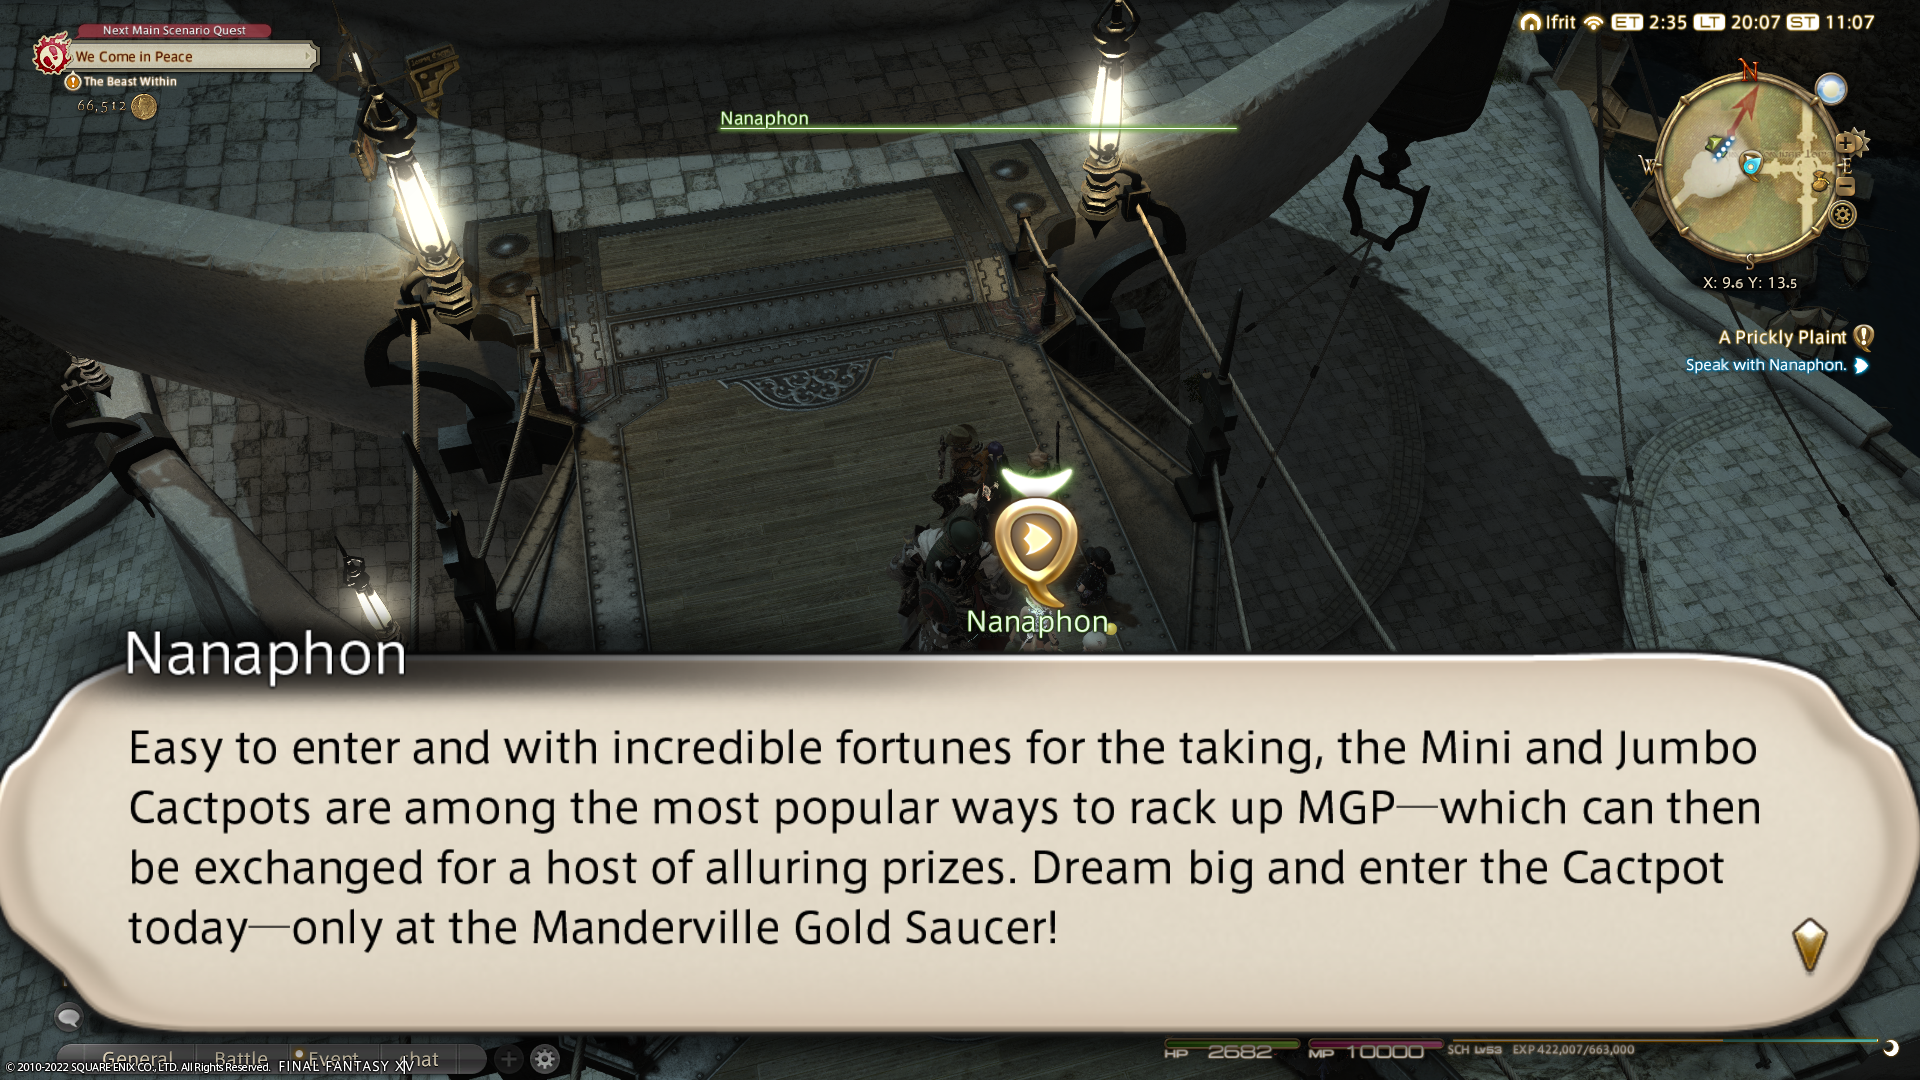 Next Main Scenario Quest
We Come in Peace
The Beast Within
66,512
Ifrit ET 2:35 LT 20:07 ST 11:07
Nanaphon
N
W
E
S
X: 9.6 Y: 13.5
A Prickly Plaint
Speak with Nanaphon.
Nanaphon
Nanaphon
Easy to enter and with incredible fortunes for the taking, the Mini and Jumbo
Cactpots are among the most popular ways to rack up MGP—which can then
be exchanged for a host of alluring prizes. Dream big and enter the Cactpot
today—only at the Manderville Gold Saucer!
General Battle Event
HP 2682 MP 10000 SCH Lv53 EXP 422,007/663,000
© 2010-2022 SQUARE ENIX CO., LTD. All Rights Reserved. FINAL FANTASY XIV